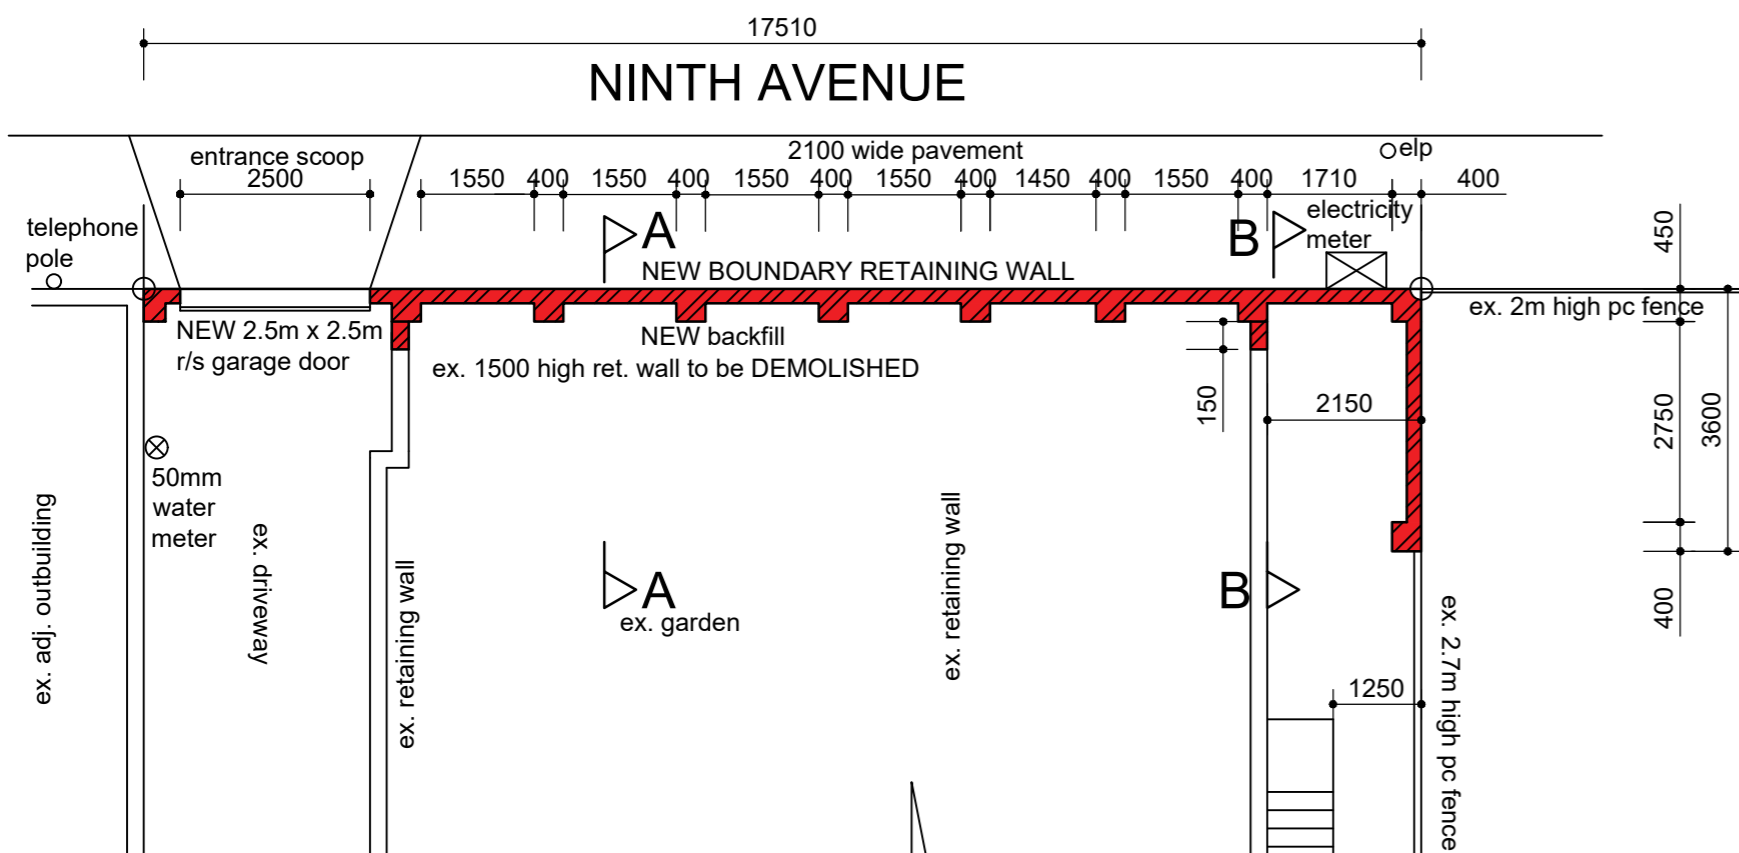 17510
NINTH AVENUE
entrance scoop
2500
2100 wide pavement
elp
1550 400 1550 400 1550 400 1550 400 1450 400 1550 400 1710 400
telephone
pole
A
B
electricity
meter
NEW BOUNDARY RETAINING WALL
450
ex. 2m high pc fence
NEW 2.5m x 2.5m
r/s garage door
NEW backfill
ex. 1500 high ret. wall to be DEMOLISHED
150
2150
2750
3600
50mm
water
meter
ex. adj. outbuilding
ex. driveway
ex. retaining wall
A
ex. garden
ex. retaining wall
B
400
1250
ex. 2.7m high pc fence